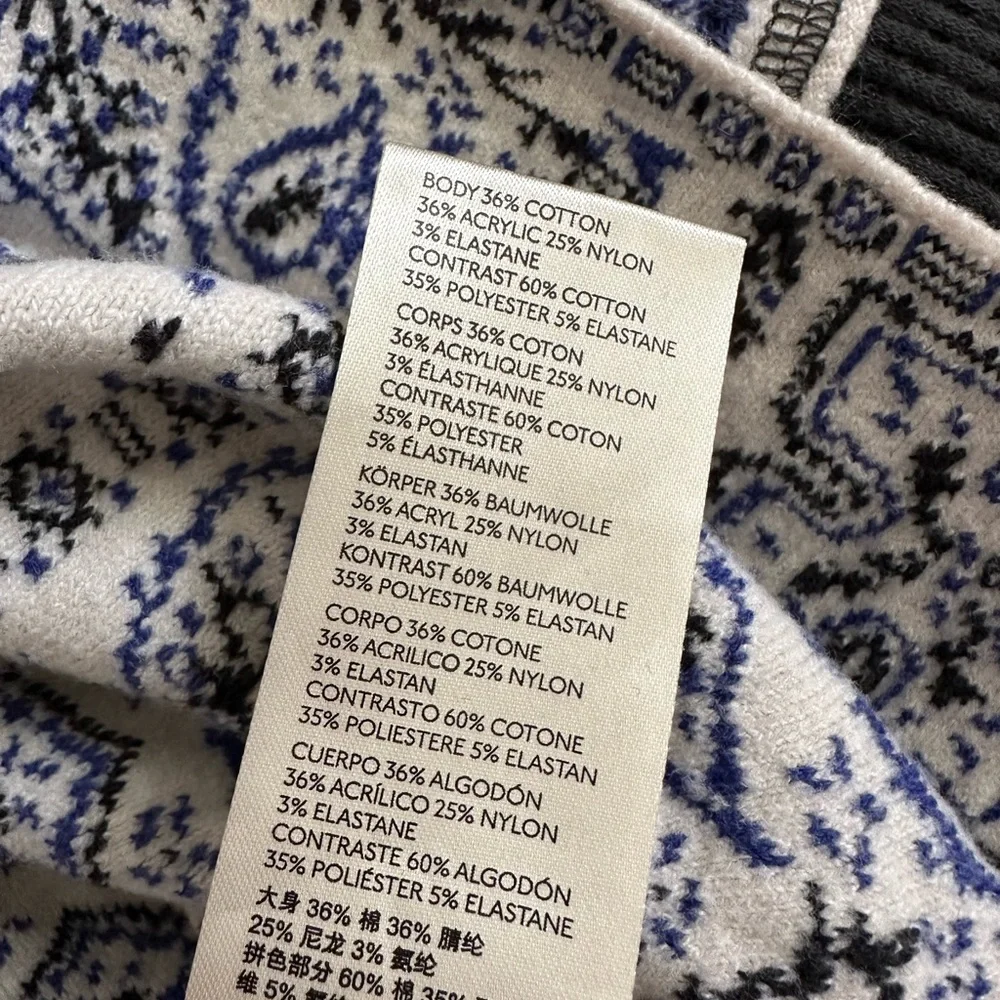 BODY 36% COTTON
36% ACRYLIC 25% NYLON
3% ELASTANE
CONTRAST 60% COTTON
35% POLYESTER 5% ELASTANE
CORPS 36% COTON
36% ACRYLIQUE 25% NYLON
3% ÉLASTHANNE
CONTRASTE 60% COTON
35% POLYESTER
5% ÉLASTHANNE
KÖRPER 36% BAUMWOLLE
36% ACRYL 25% NYLON
3% ELASTAN
KONTRAST 60% BAUMWOLLE
35% POLYESTER 5% ELASTAN
CORPO 36% COTONE
36% ACRILICO 25% NYLON
3% ELASTAN
CONTRASTO 60% COTONE
35% POLIESTERE 5% ELASTAN
CUERPO 36% ALGODÓN
36% ACRÍLICO 25% NYLON
3% ELASTANE
CONTRASTE 60% ALGODÓN
35% POLIÉSTER 5% ELASTANE
大身 36% 棉 36% 腈纶
25% 尼龙 3% 氨纶
拼色部分 60% 棉 35%
维 5%